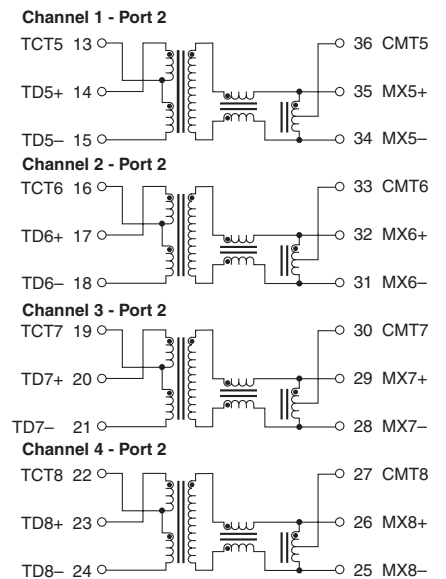 Channel 1 - Port 2
TCT5 13 36 CMT5
TD5+ 14 35 MX5+
TD5– 15 34 MX5–
Channel 2 - Port 2
TCT6 16 33 CMT6
TD6+ 17 32 MX6+
TD6– 18 31 MX6–
Channel 3 - Port 2
TCT7 19 30 CMT7
TD7+ 20 29 MX7+
TD7– 21 28 MX7–
Channel 4 - Port 2
TCT8 22 27 CMT8
TD8+ 23 26 MX8+
TD8– 24 25 MX8–